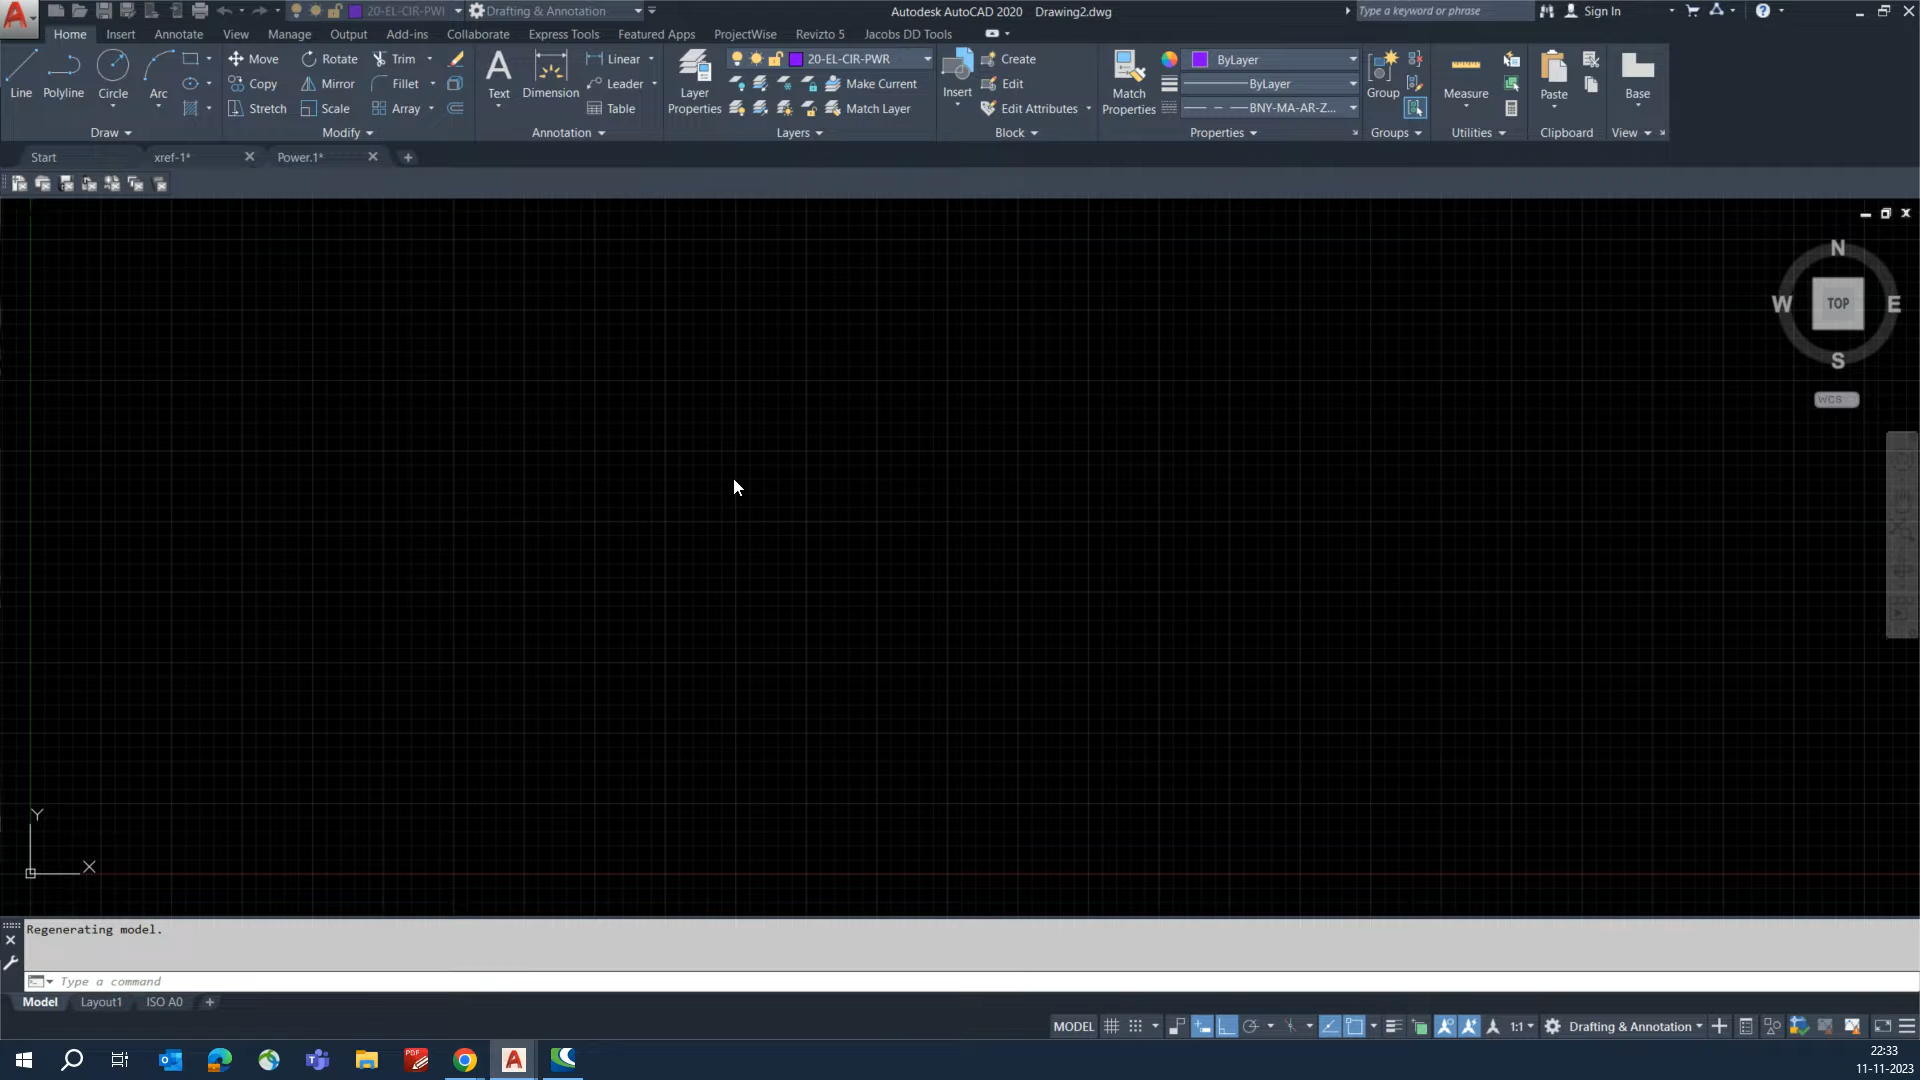 20-EL-CIR-PWI
Drafting & Annotation
Autodesk AutoCAD 2020 Drawing2.dwg
Type a keyword or phrase
Sign In
Home Insert Annotate View Manage Output Add-ins Collaborate Express Tools Featured Apps ProjectWise Revizto 5 Jacobs DD Tools
Line Polyline Circle Arc
Move Rotate Trim
Copy Mirror Fillet
Stretch Scale Array
Text Dimension
Linear
Leader
Table
Layer Properties
20-EL-CIR-PWR
Make Current
Match Layer
Insert
Create
Edit
Edit Attributes
Match Properties
ByLayer
ByLayer
BNY-MA-AR-Z...
Group Measure Paste Base
Draw Modify Annotation Layers Block Properties Groups Utilities Clipboard View
Start xref-1* Power.1*
N
W TOP E
S
WCS
Y
X
Regenerating model.
Type a command
Model Layout1 ISO A0
MODEL 1:1 Drafting & Annotation
22:33
11-11-2023